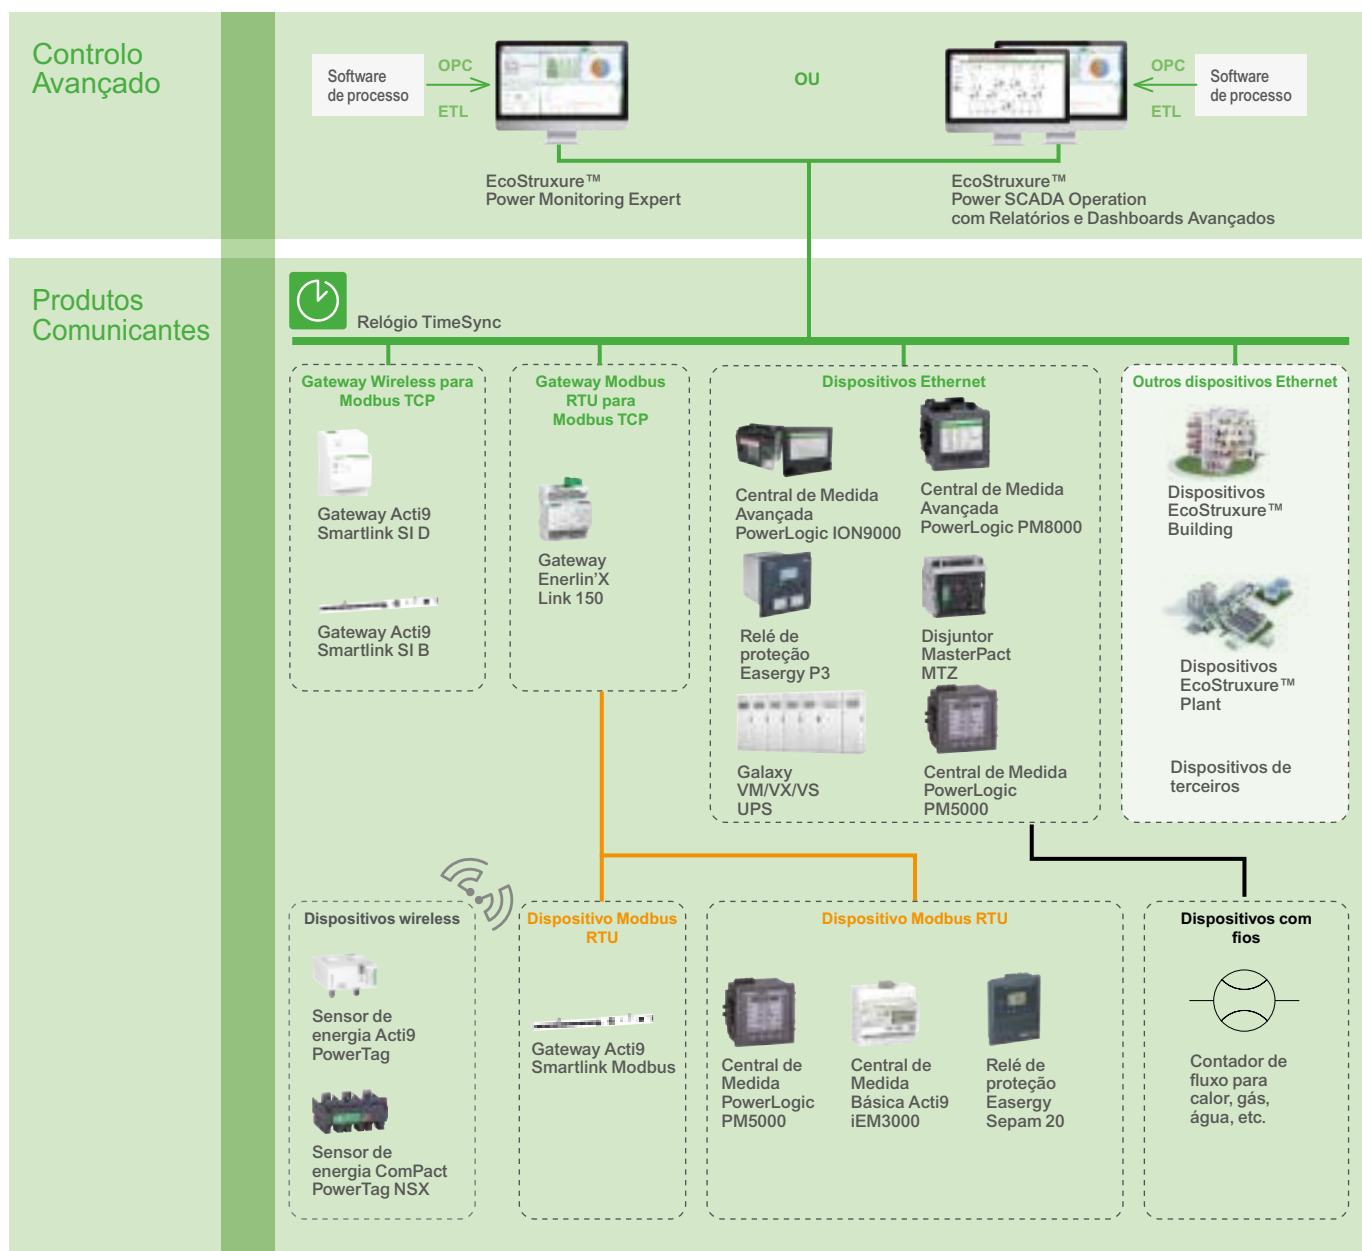 Controlo
Avançado
Software
de processo
OPC
ETL
OU
OPC
ETL
Software
de processo
EcoStruxure™
Power Monitoring Expert
EcoStruxure™
Power SCADA Operation
com Relatórios e Dashboards Avançados
Produtos
Comunicantes
Relógio TimeSync
Gateway Wireless para
Modbus TCP
Gateway Acti9
Smartlink SI D
Gateway Acti9
Smartlink SI B
Gateway Modbus
RTU para
Modbus TCP
Gateway
Enerlin’X
Link 150
Dispositivos Ethernet
Central de Medida
Avançada
PowerLogic ION9000
Central de Medida
Avançada
PowerLogic PM8000
Relé de
proteção
Easergy P3
Disjuntor
MasterPact
MTZ
Galaxy
VM/VX/VS
UPS
Central de Medida
PowerLogic
PM5000
Outros dispositivos Ethernet
Dispositivos
EcoStruxure™
Building
Dispositivos
EcoStruxure™
Plant
Dispositivos de
terceiros
Dispositivos wireless
Sensor de
energia Acti9
PowerTag
Sensor de
energia ComPact
PowerTag NSX
Dispositivo Modbus
RTU
Gateway Acti9
Smartlink Modbus
Dispositivo Modbus RTU
Central de
Medida
PowerLogic
PM5000
Central de
Medida
Básica Acti9
iEM3000
Relé de
proteção
Easergy
Sepam 20
Dispositivos com
fios
Contador de
fluxo para
calor, gás,
água, etc.